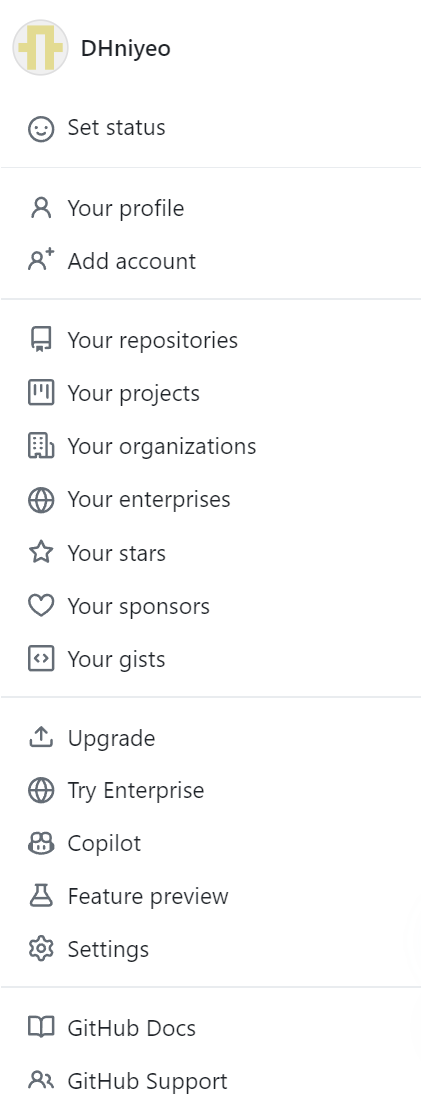 DHniyeo
Set status
Your profile
Add account
Your repositories
Your projects
Your organizations
Your enterprises
Your stars
Your sponsors
Your gists
Upgrade
Try Enterprise
Copilot
Feature preview
Settings
GitHub Docs
GitHub Support